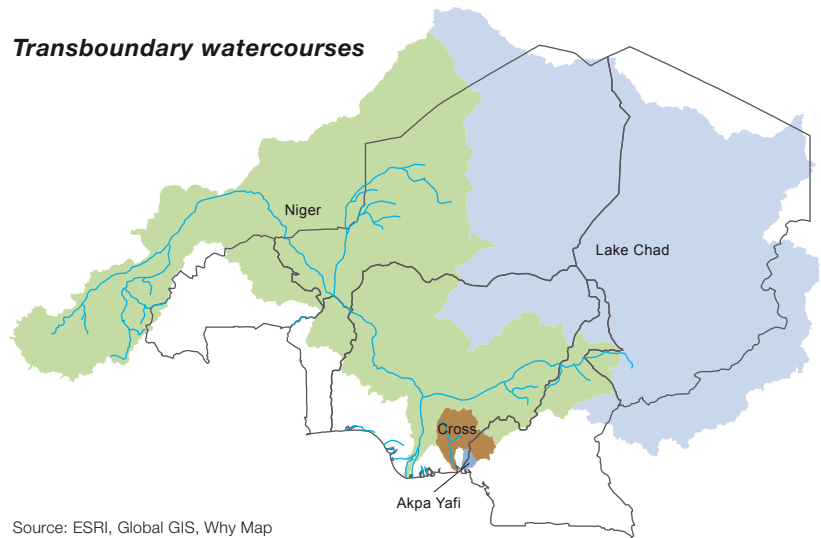 Transboundary watercourses
Niger
Lake Chad
Cross
Akpa Yafi
Source: ESRI, Global GIS, Why Map